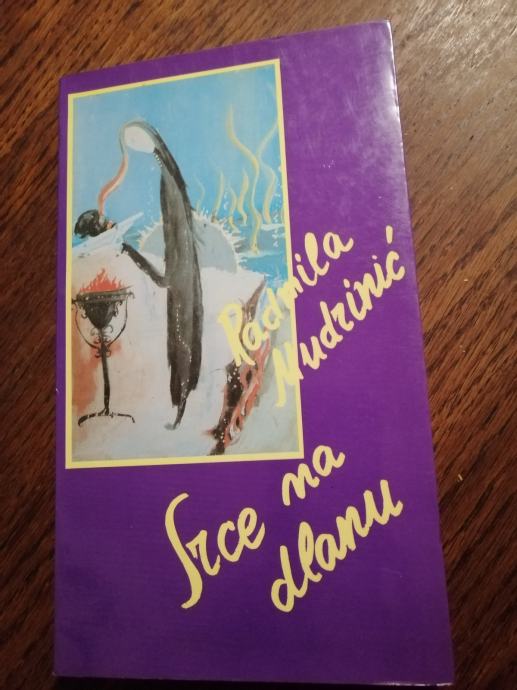 Radmila
Mudrinić
Srce na
dlanu